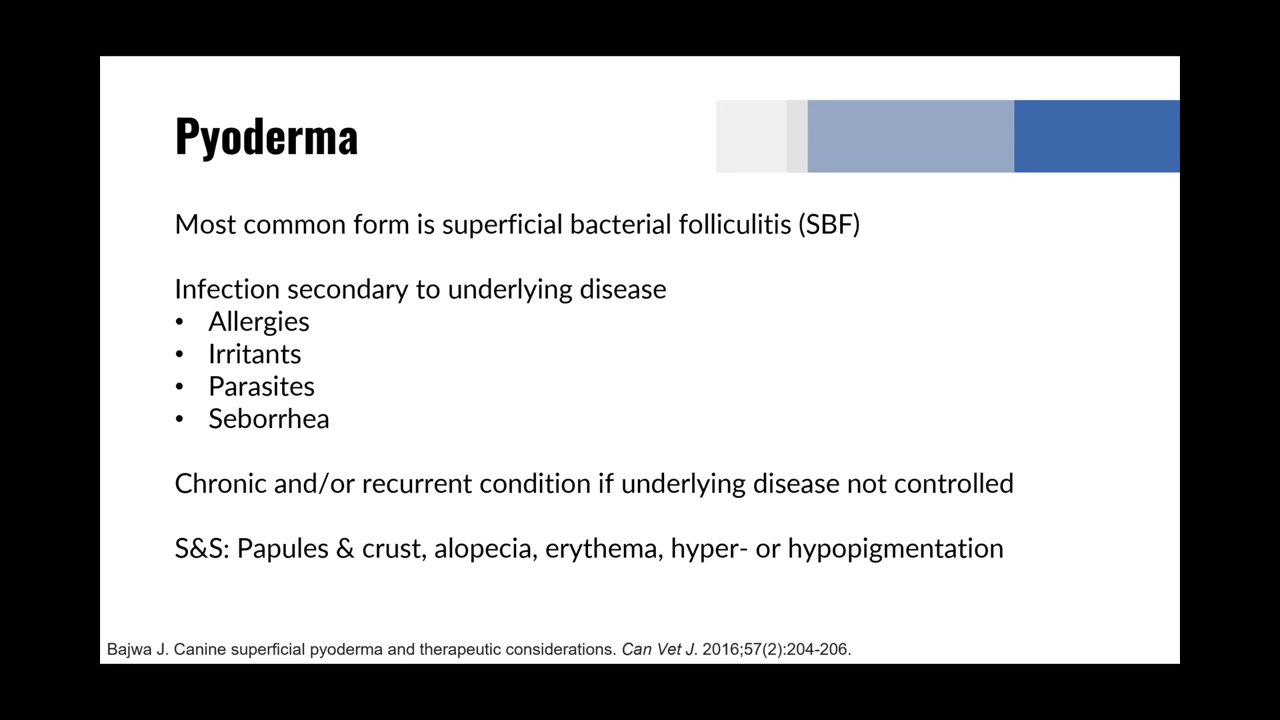 Pyoderma
Most common form is superficial bacterial folliculitis (SBF)
Infection secondary to underlying disease
• Allergies
• Irritants
• Parasites
• Seborrhea
Chronic and/or recurrent condition if underlying disease not controlled
S&S: Papules & crust, alopecia, erythema, hyper- or hypopigmentation
Bajwa J. Canine superficial pyoderma and therapeutic considerations. Can Vet J. 2016;57(2):204-206.